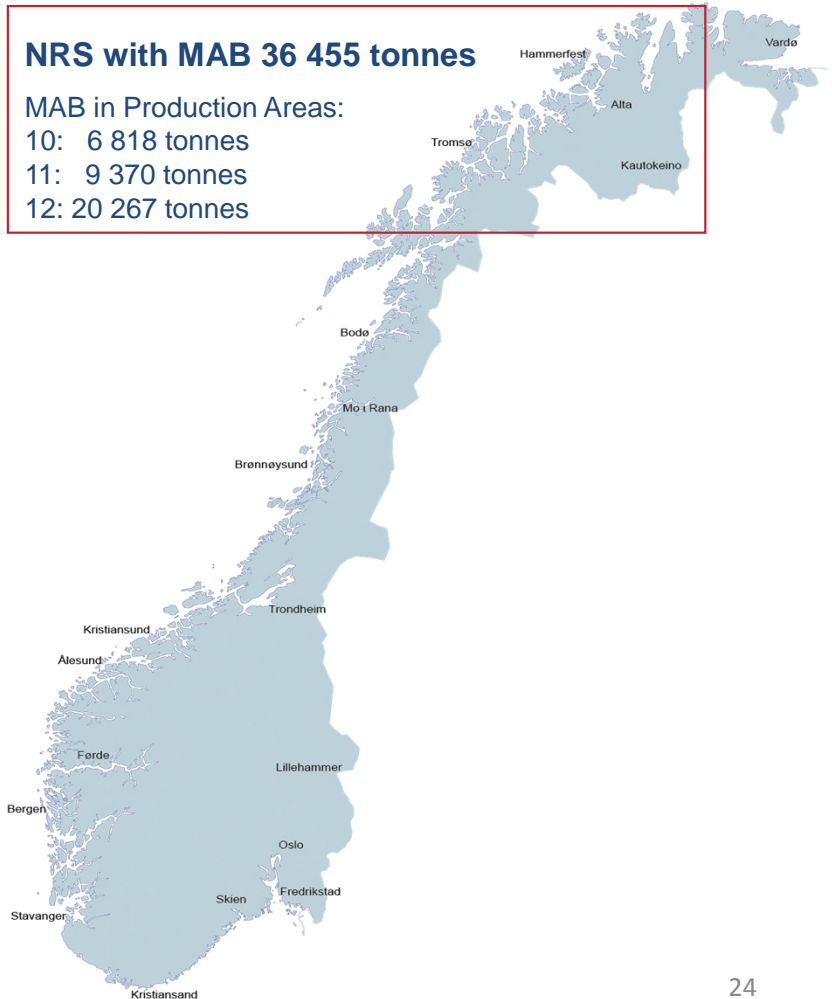 NRS with MAB 36 455 tonnes
MAB in Production Areas:
10: 6 818 tonnes
11: 9 370 tonnes
12: 20 267 tonnes
Hammerfest
Vardø
Alta
Tromsø
Kautokeino
Bodø
Mo i Rana
Brønnøysund
Trondheim
Kristiansund
Ålesund
Førde
Lillehammer
Bergen
Oslo
Skien
Fredrikstad
Stavanger
Kristiansand
24